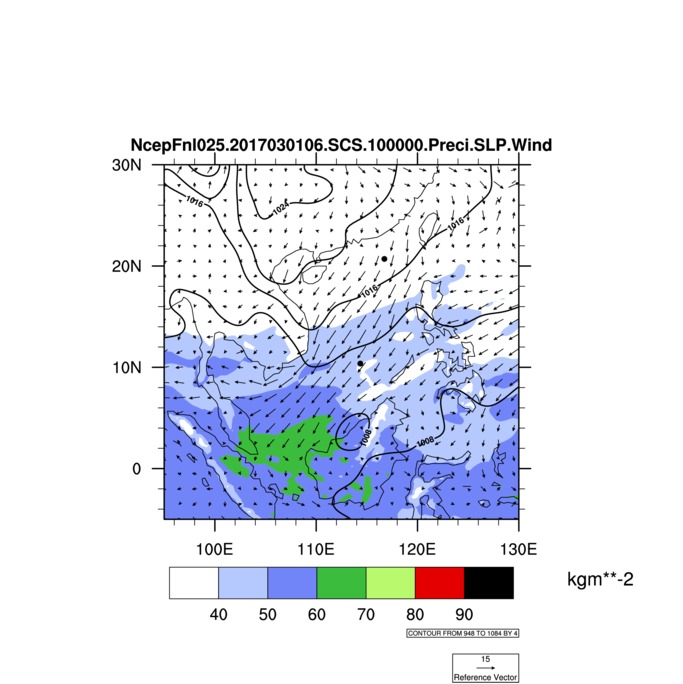 NcepFnl025.2017030106.SCS.100000.Preci.SLP.Wind
30N
1016
1024
1016
20N
1016
10N
1008
1008
0
100E 110E 120E 130E
kgm**-2
40 50 60 70 80 90
CONTOUR FROM 948 TO 1084 BY 4
15
Reference Vector